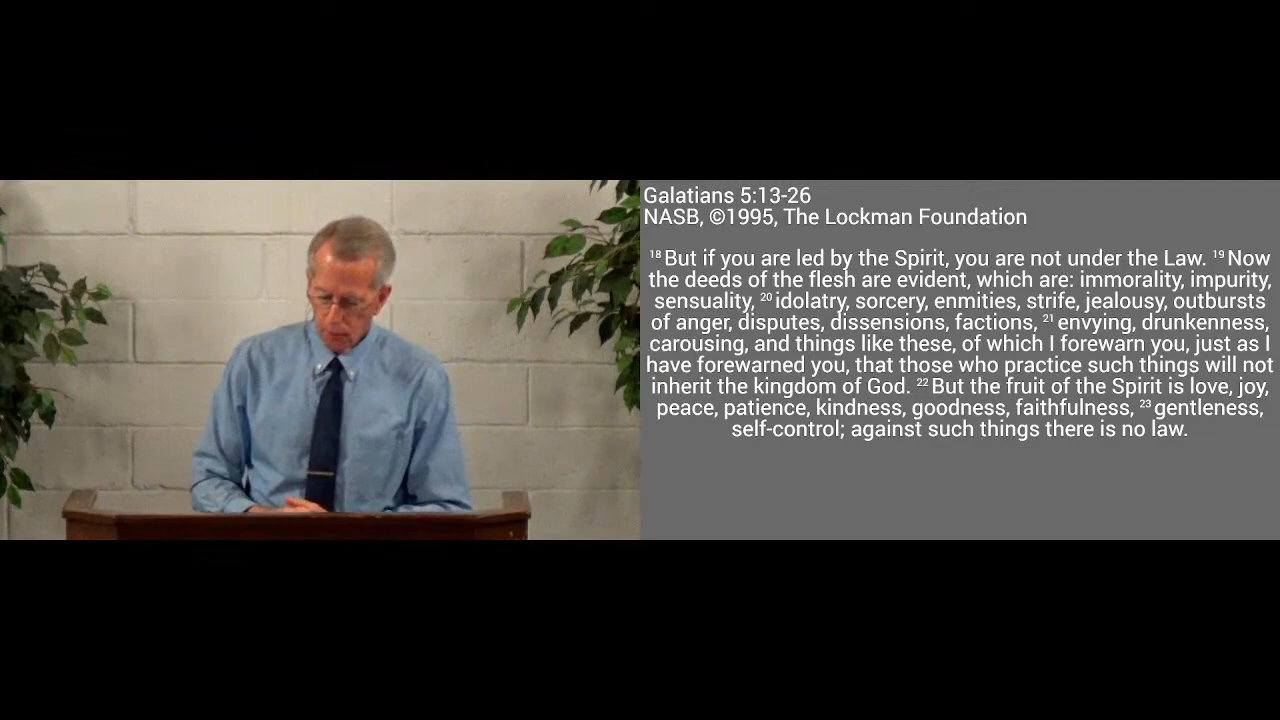 Galatians 5:13-26
NASB, ©1995, The Lockman Foundation
18 But if you are led by the Spirit, you are not under the Law. 19 Now
the deeds of the flesh are evident, which are: immorality, impurity,
sensuality, 20 idolatry, sorcery, enmities, strife, jealousy, outbursts
of anger, disputes, dissensions, factions, 21 envying, drunkenness,
carousing, and things like these, of which I forewarn you, just as I
have forewarned you, that those who practice such things will not
inherit the kingdom of God. 22 But the fruit of the Spirit is love, joy,
peace, patience, kindness, goodness, faithfulness, 23 gentleness,
self-control; against such things there is no law.